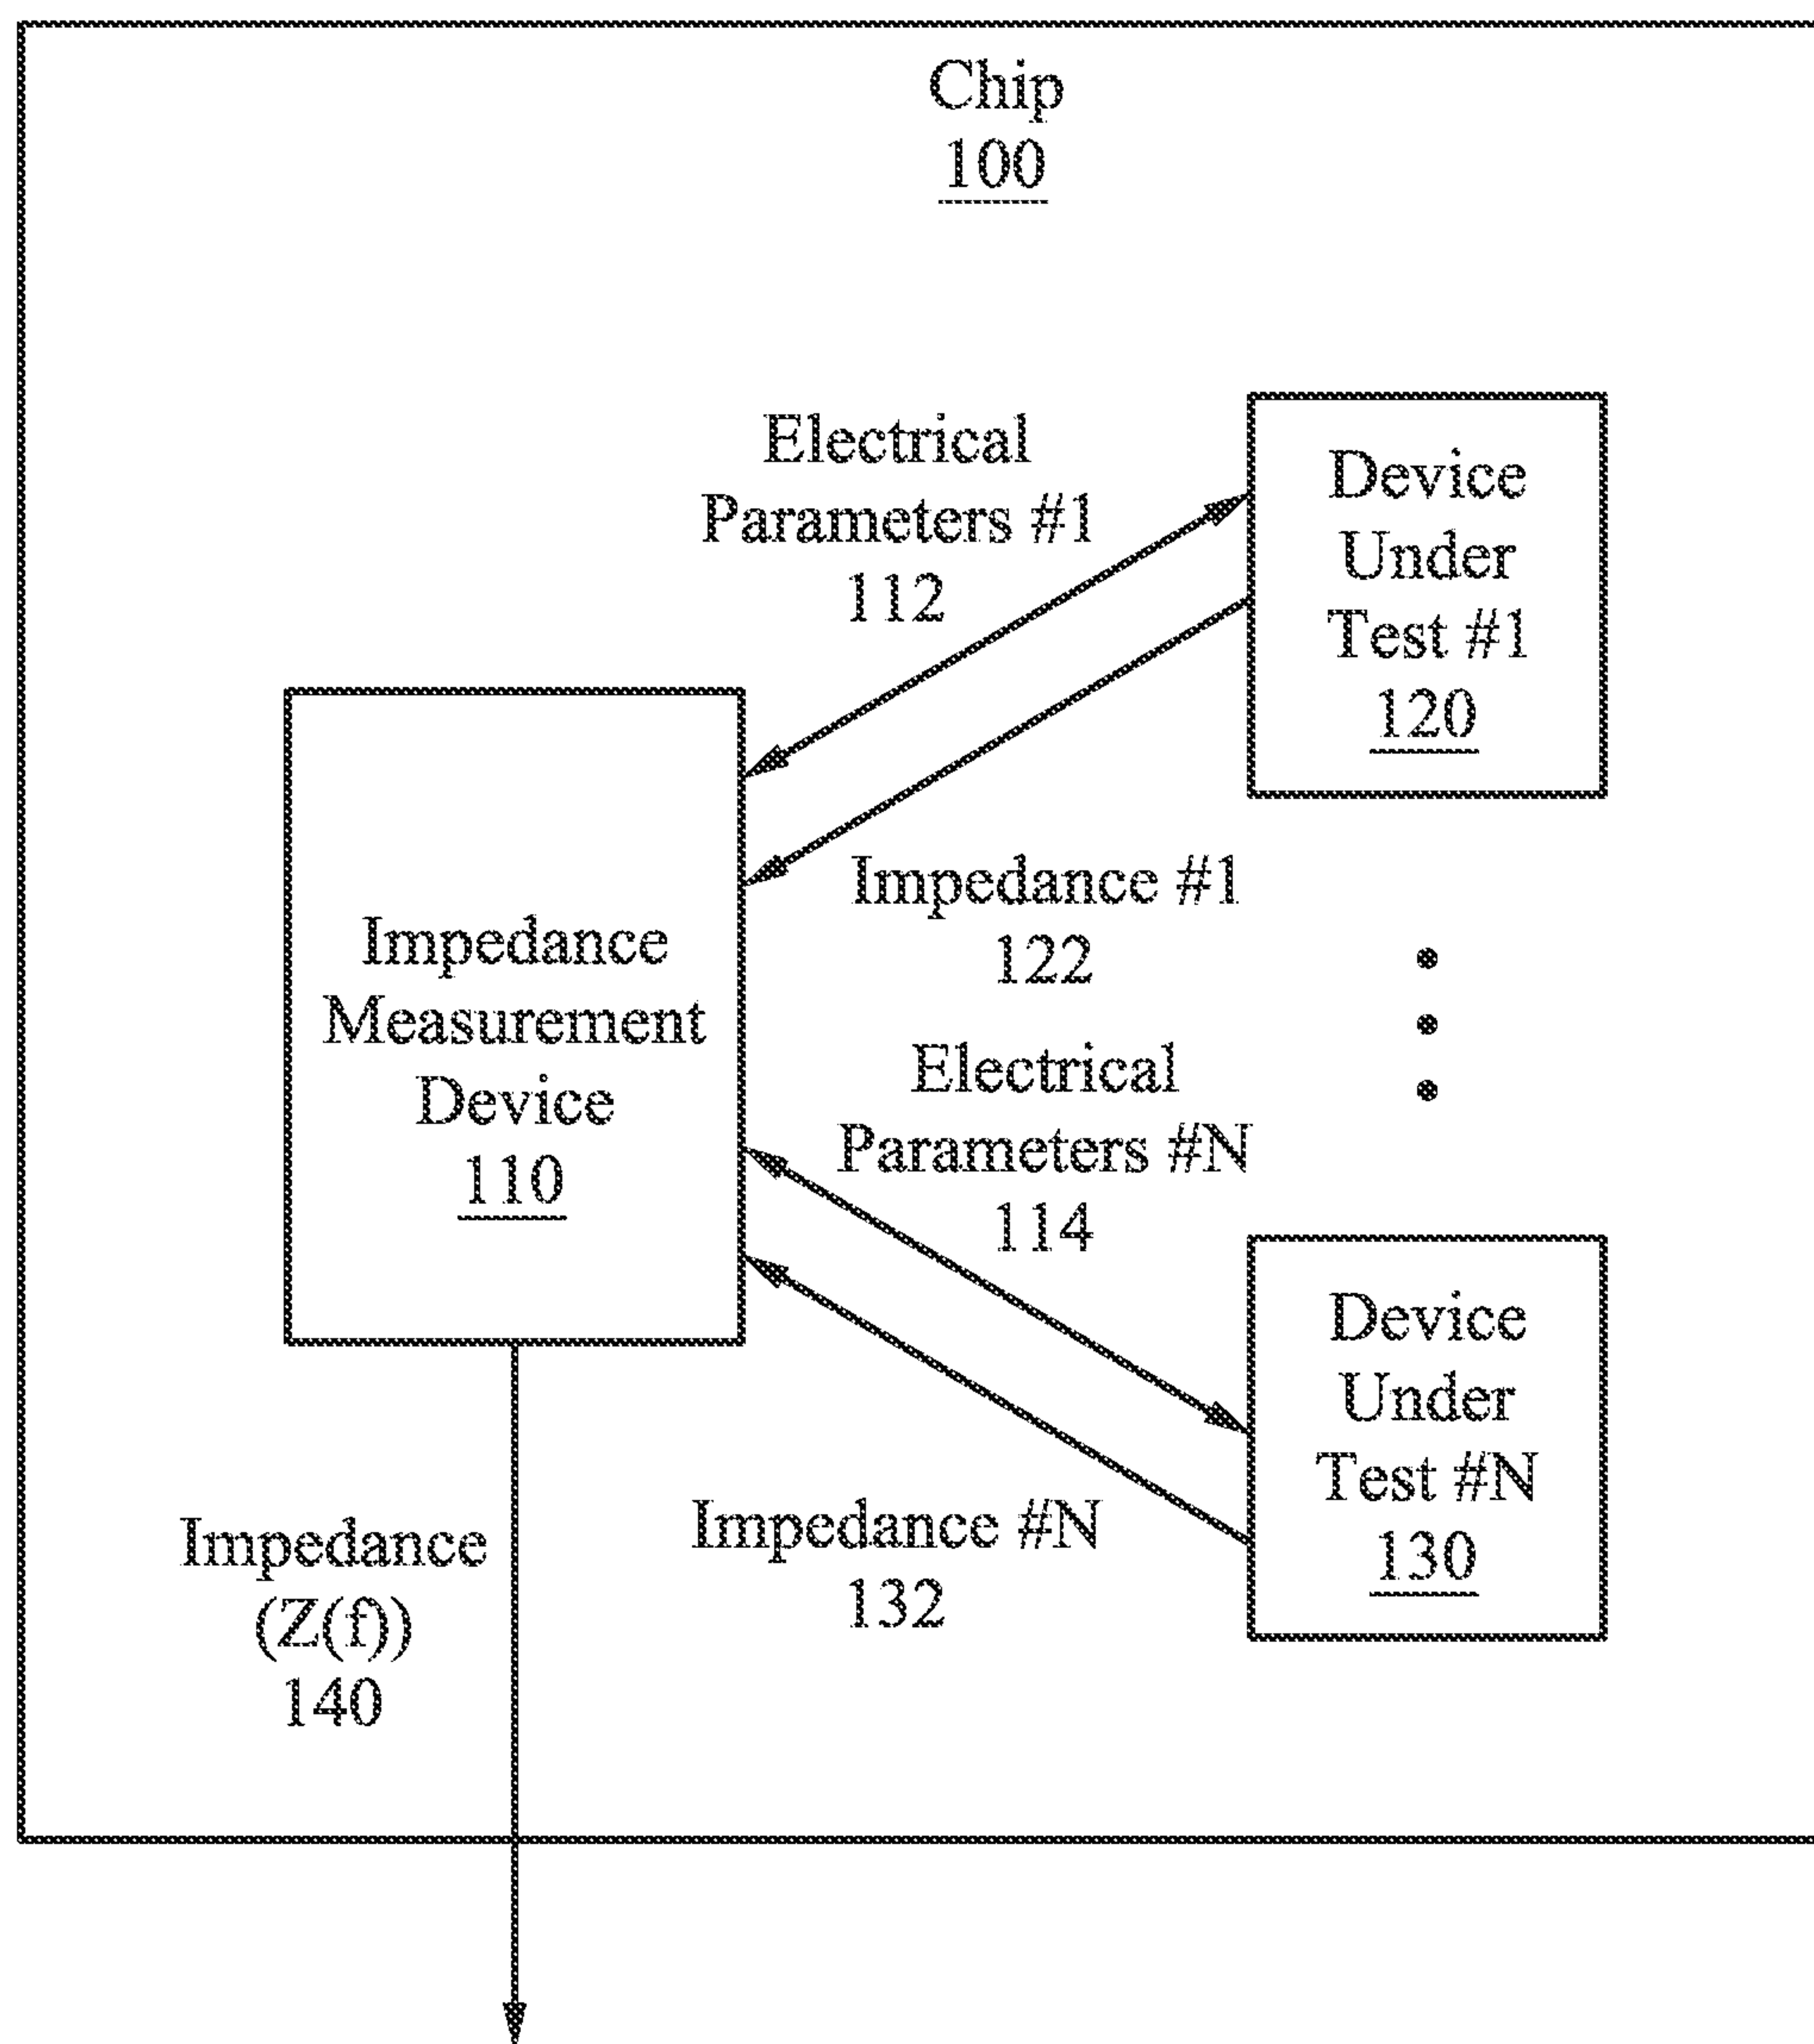 Chip
100
Electrical
Parameters #1
112
Device
Under
Test #1
120
Impedance #1
122
Impedance
Measurement
Device
110
Electrical
Parameters #N
114
Device
Under
Test #N
130
Impedance #N
132
Impedance
(Z(f))
140